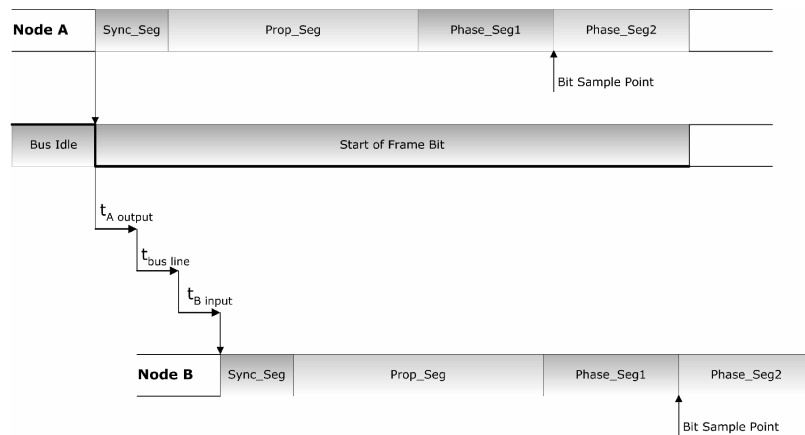 Node A Sync_Seg Prop_Seg Phase_Seg1 Phase_Seg2
Bit Sample Point
Bus Idle Start of Frame Bit
tA output
tbus line
tB input
Node B Sync_Seg Prop_Seg Phase_Seg1 Phase_Seg2
Bit Sample Point